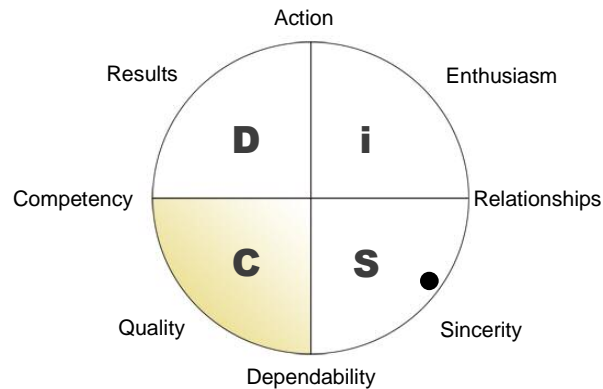 Action
Results
Enthusiasm
D
i
Competency
Relationships
C
S
Quality
Sincerity
Dependability